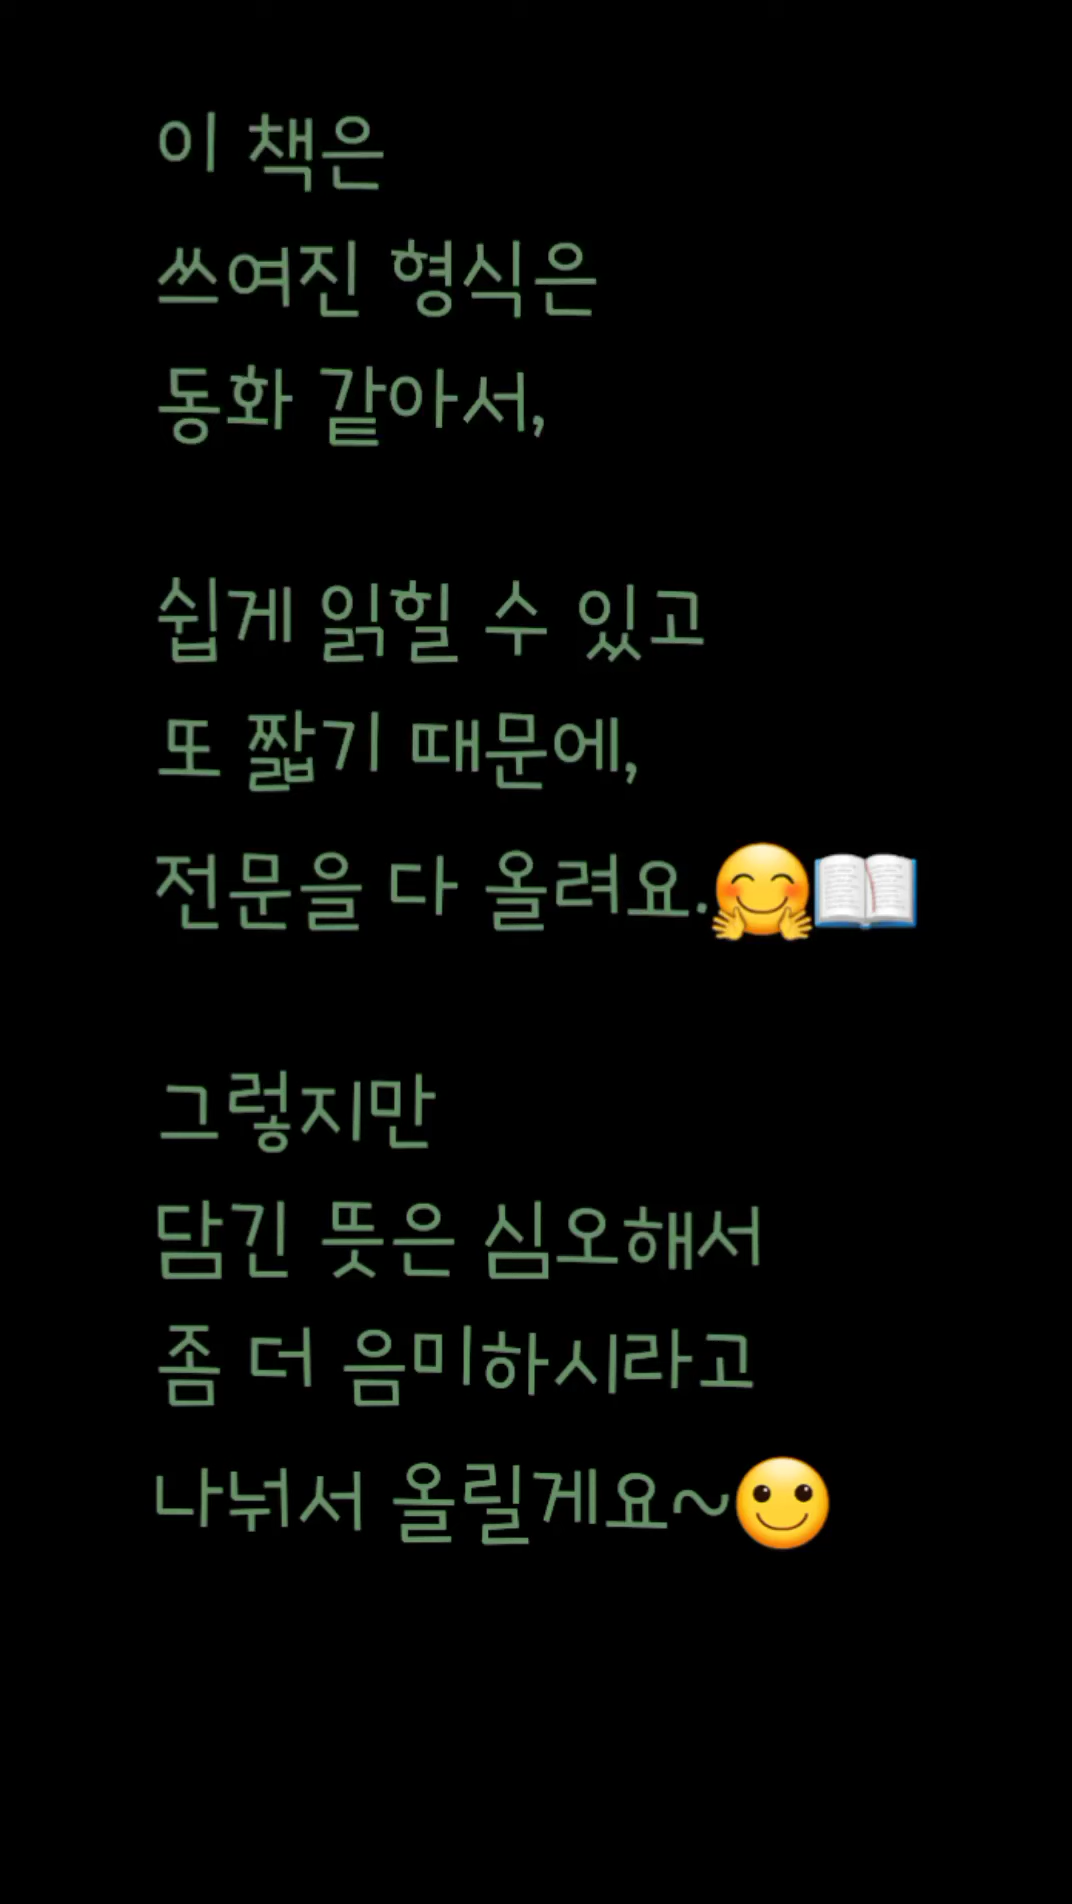 이 책은
쓰여진 형식은
동화 같아서,
쉽게 읽힐 수 있고
또 짧기 때문에,
전문을 다 올려요.🤗📖
그렇지만
담긴 뜻은 심오해서
좀 더 음미하시라고
나눠서 올릴게요~🙂